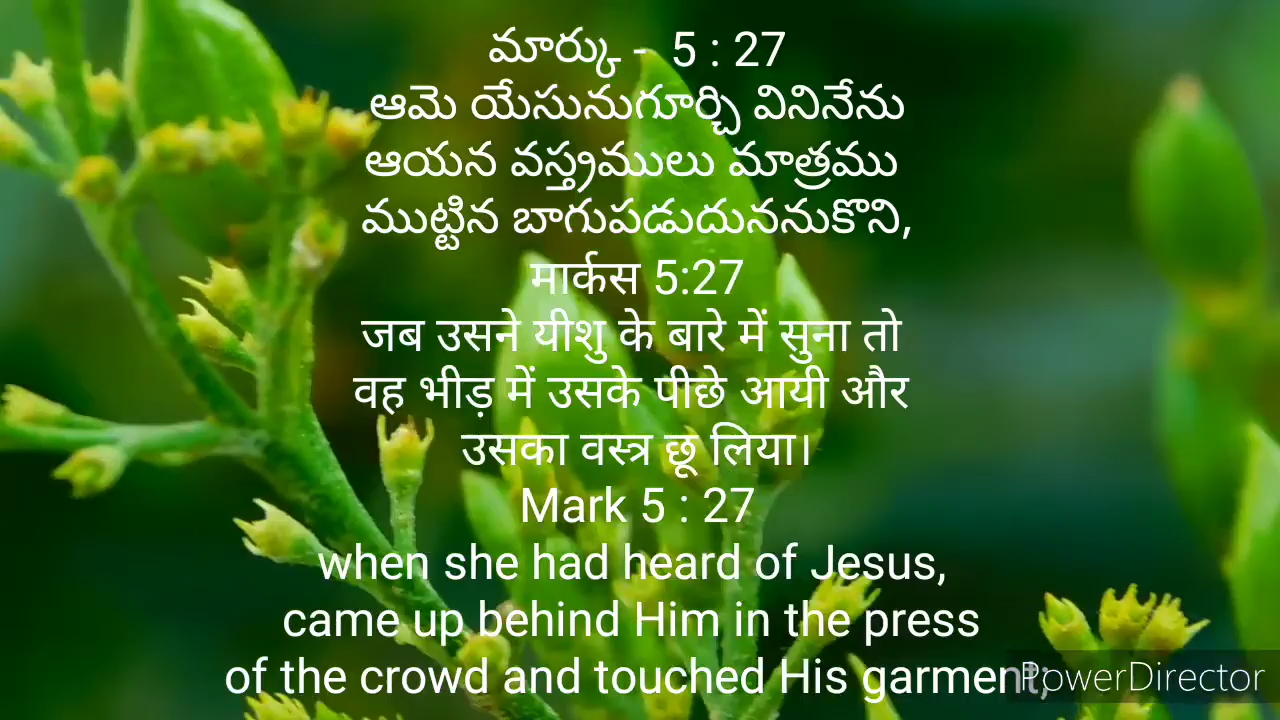 మార్కు - 5 : 27
ఆమె యేసునుగూర్చి వినినేను
ఆయన వస్త్రములు మాత్రము
ముట్టిన బాగుపడుదుననుకొని,
मार्कस 5:27
जब उसने यीशु के बारे में सुना तो
वह भीड़ में उसके पीछे आयी और
उसका वस्त्र छू लिया।
Mark 5 : 27
when she had heard of Jesus,
came up behind Him in the press
of the crowd and touched His garment;
PowerDirector